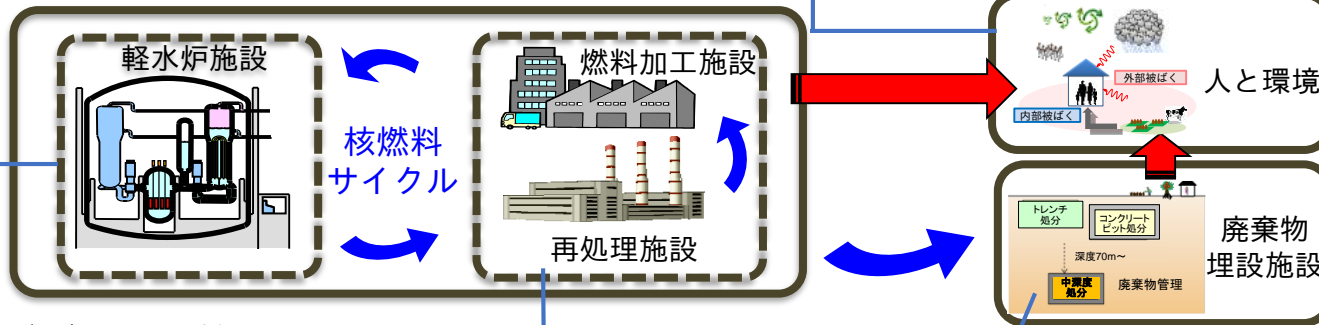 軽水炉施設
核燃料
サイクル
燃料加工施設
再処理施設
外部被ばく
内部被ばく
人と環境
トレンチ
処分
コンクリート
ピット処分
深度70m～
中深度
処分
廃棄物管理
廃棄物
埋設施設